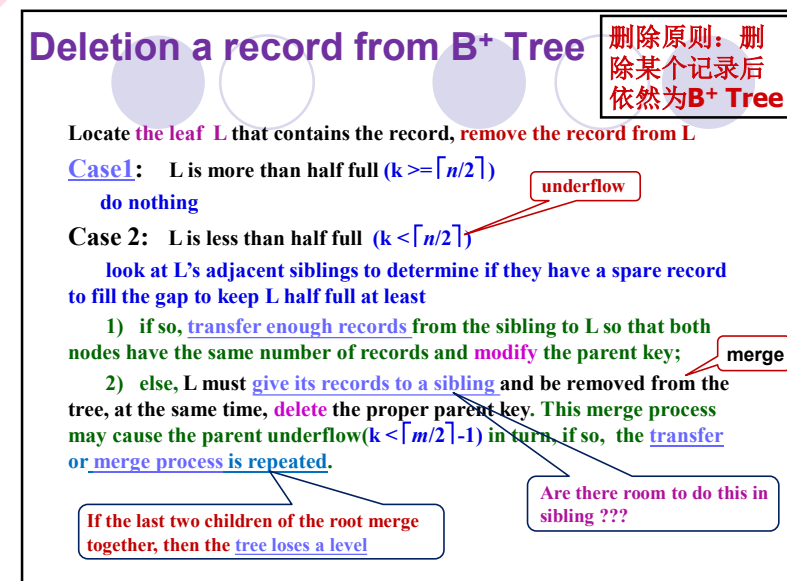 Deletion a record from B⁺ Tree
删除原则：删
除某个记录后
依然为B⁺ Tree
Locate the leaf L that contains the record, remove the record from L
Case1: L is more than half full (k >=⌈n/2⌉)
underflow
do nothing
Case 2: L is less than half full (k <⌈n/2⌉)
look at L’s adjacent siblings to determine if they have a spare record
to fill the gap to keep L half full at least
1) if so, transfer enough records from the sibling to L so that both
nodes have the same number of records and modify the parent key;
merge
2) else, L must give its records to a sibling and be removed from the
tree, at the same time, delete the proper parent key. This merge process
may cause the parent underflow(k <⌈m/2⌉-1) in turn, if so, the transfer
or merge process is repeated.
Are there room to do this in
sibling ???
If the last two children of the root merge
together, then the tree loses a level